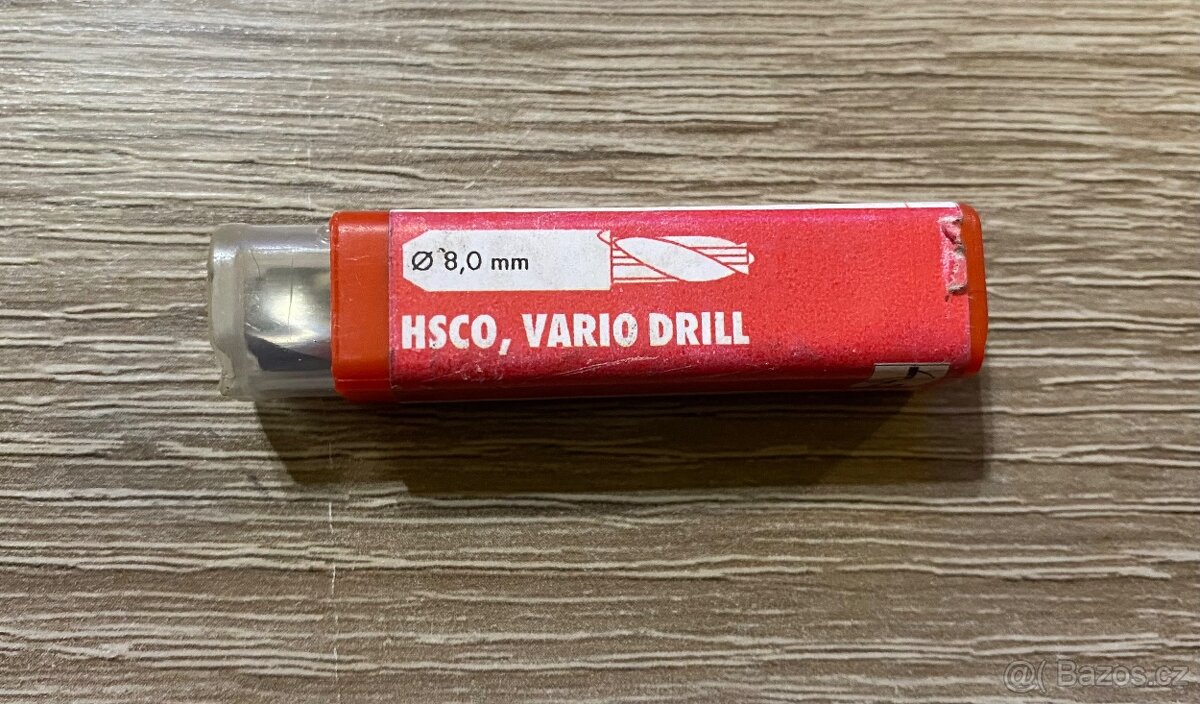 Ø 8,0 mm
HSCO, VARIO DRILL
@( Bazos.cz